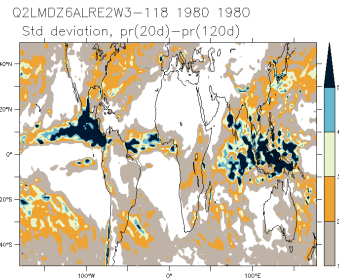 Q2LMDZ6ALRE2W3-118 1980 1980
Std deviation, pr(20d)-pr(120d)
40°N
20°N
0°
20°S
40°S
100°W
0°
100°E
5
4
3
2
1